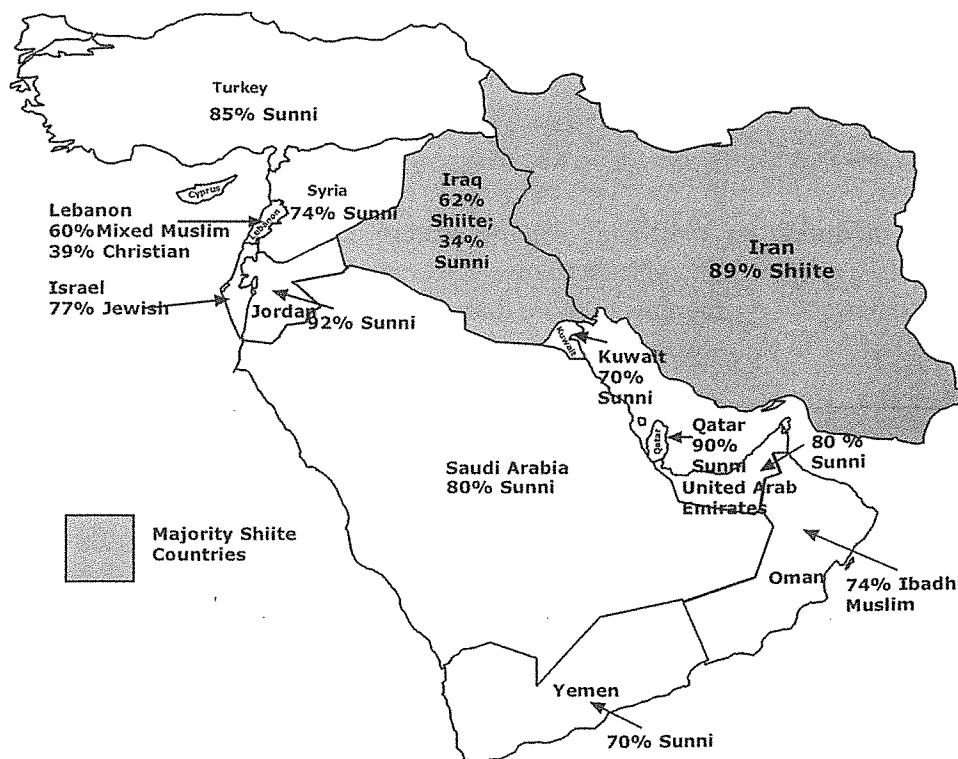 Turkey
85% Sunni
Cyprus
Syria
74% Sunni
Lebanon
Lebanon
60% Mixed Muslim
39% Christian
Iraq
62%
Shiite;
34%
Sunni
Iran
89% Shiite
Israel
77% Jewish
Jordan
92% Sunni
Kuwait
Kuwait
70%
Sunni
Qatar
Qatar
90%
Sunni
80 %
Sunni
United Arab
Emirates
Saudi Arabia
80% Sunni
Majority Shiite
Countries
Oman
74% Ibadhi
Muslim
Yemen
70% Sunni